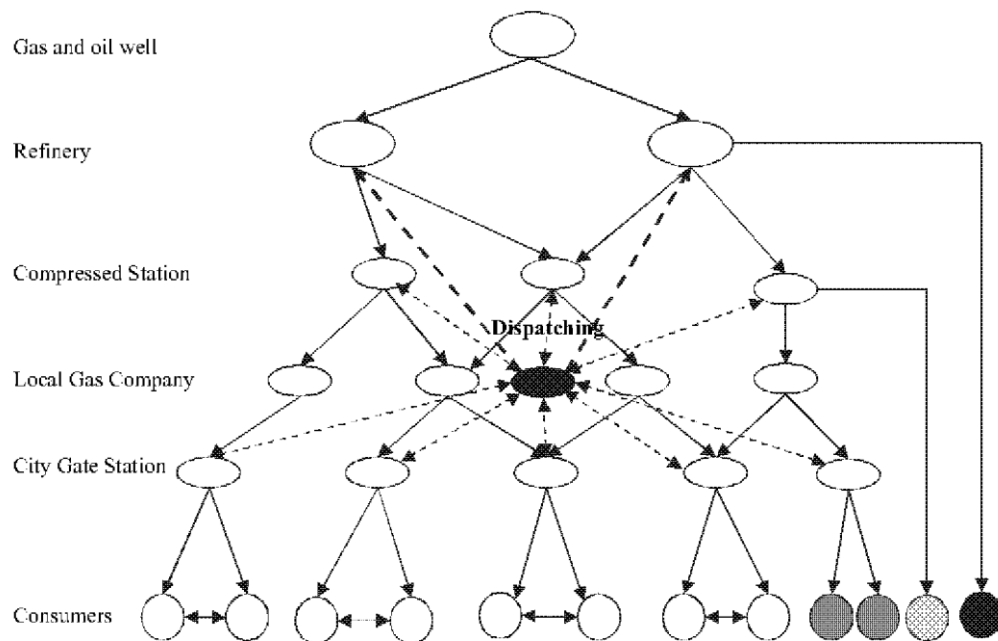 Gas and oil well
Refinery
Compressed Station
Dispatching
Local Gas Company
City Gate Station
Consumers